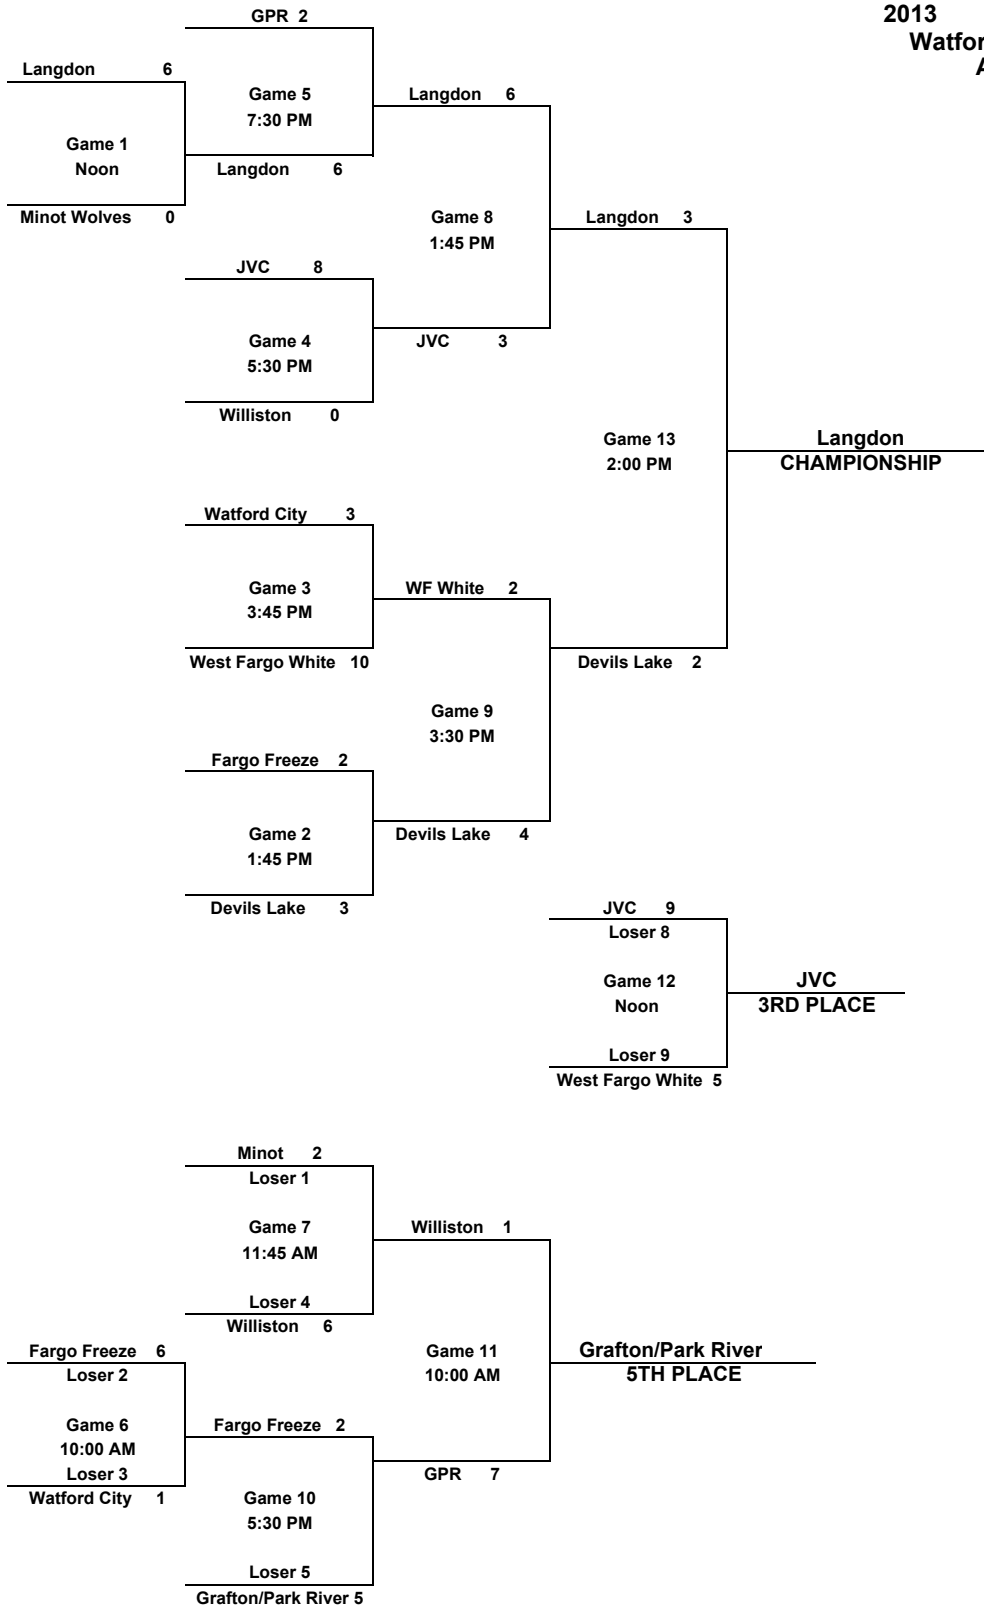 2013
Watfor
A
GPR 2
Langdon 6
Game 5
7:30 PM
Langdon 6
Game 1
Noon
Langdon 6
Minot Wolves 0
Game 8
1:45 PM
Langdon 3
JVC 8
Game 4
5:30 PM
JVC 3
Williston 0
Game 13
2:00 PM
Langdon
CHAMPIONSHIP
Watford City 3
Game 3
3:45 PM
WF White 2
West Fargo White 10
Devils Lake 2
Game 9
3:30 PM
Fargo Freeze 2
Game 2
1:45 PM
Devils Lake 4
Devils Lake 3
JVC 9
Loser 8
Game 12
Noon
JVC
3RD PLACE
Loser 9
West Fargo White 5
Minot 2
Loser 1
Game 7
11:45 AM
Williston 1
Loser 4
Williston 6
Fargo Freeze 6
Loser 2
Game 11
10:00 AM
Grafton/Park River
5TH PLACE
Game 6
10:00 AM
Loser 3
Watford City 1
Fargo Freeze 2
GPR 7
Game 10
5:30 PM
Loser 5
Grafton/Park River 5